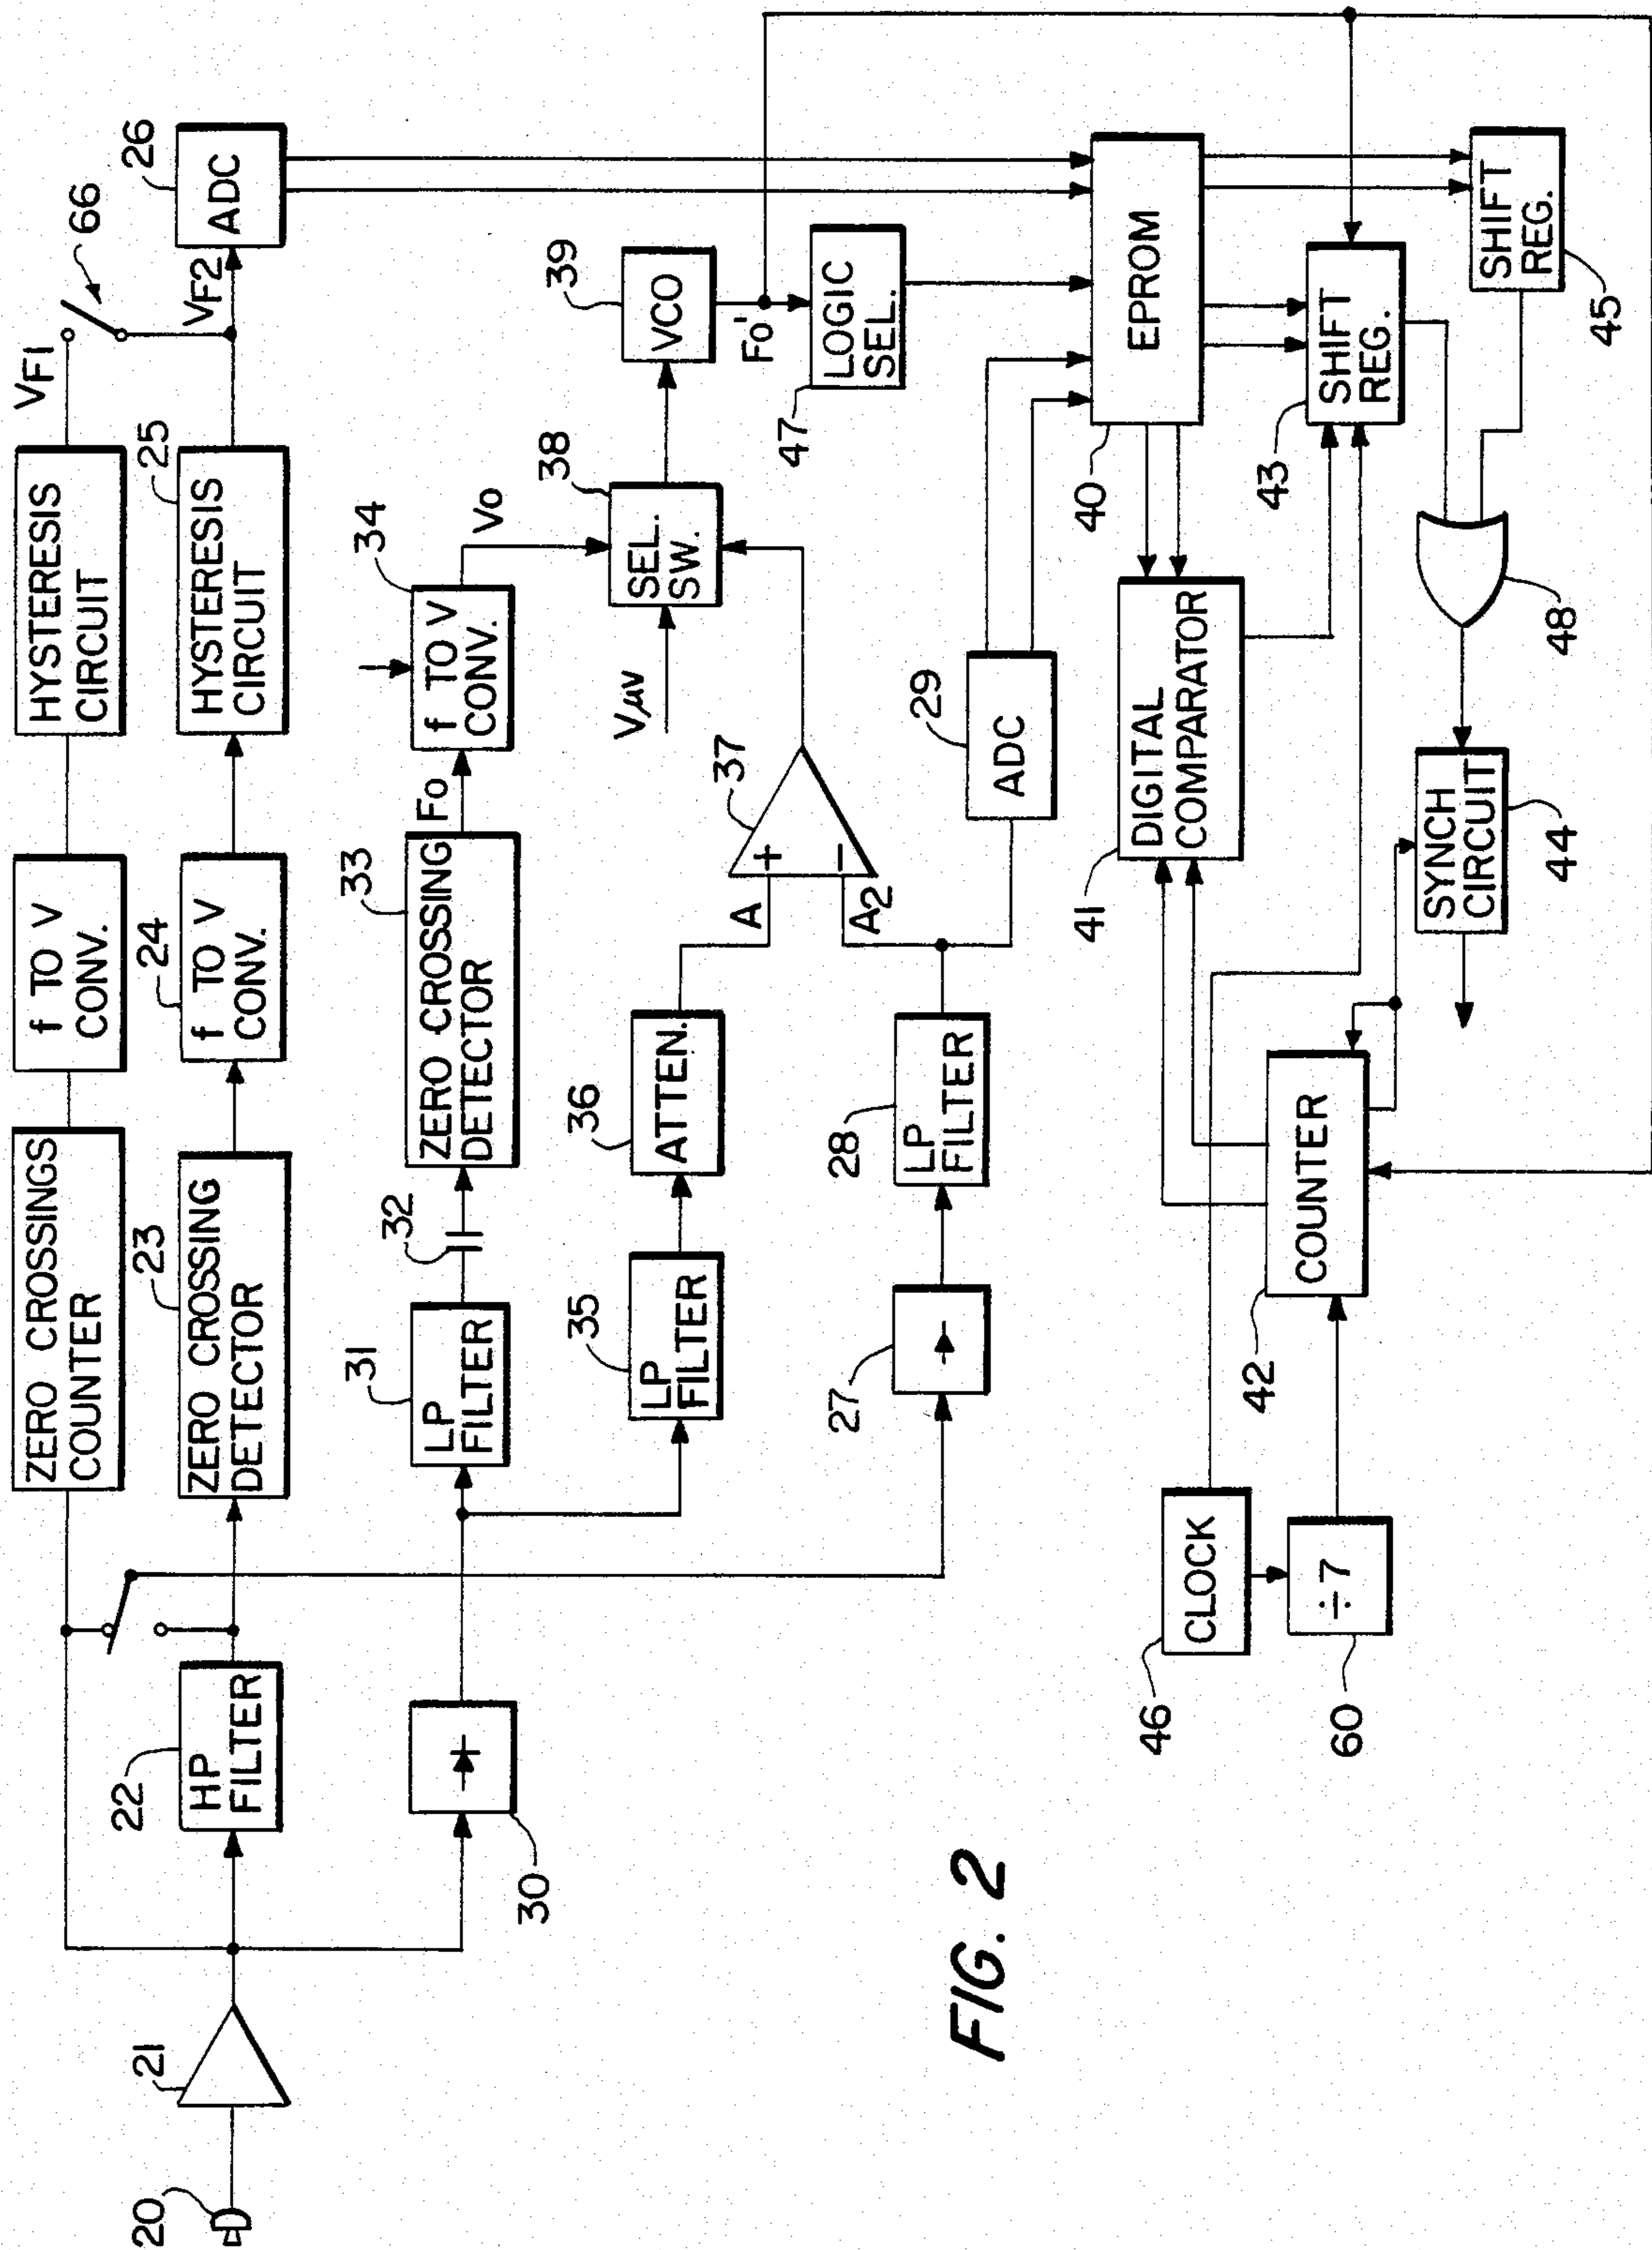 20
21
22
HP
FILTER
ZERO CROSSINGS
COUNTER
23
ZERO CROSSING
DETECTOR
f TO V
CONV.
24
f TO V
CONV.
HYSTERESIS
CIRCUIT
25
HYSTERESIS
CIRCUIT
VF1
66
VF2
26
ADC
30
31
LP
FILTER
32
33
ZERO CROSSING
DETECTOR
Fo
34
f TO V
CONV.
Vo
35
LP
FILTER
36
ATTEN.
A
A2
37
+
−
Vμv
38
SEL.
SW.
39
VCO
Fo'
47
LOGIC
SEL.
27
28
LP
FILTER
29
ADC
40
EPROM
41
DIGITAL
COMPARATOR
42
COUNTER
43
SHIFT
REG.
SHIFT
REG.
45
46
CLOCK
÷7
60
SYNCH
CIRCUIT
44
48
FIG. 2